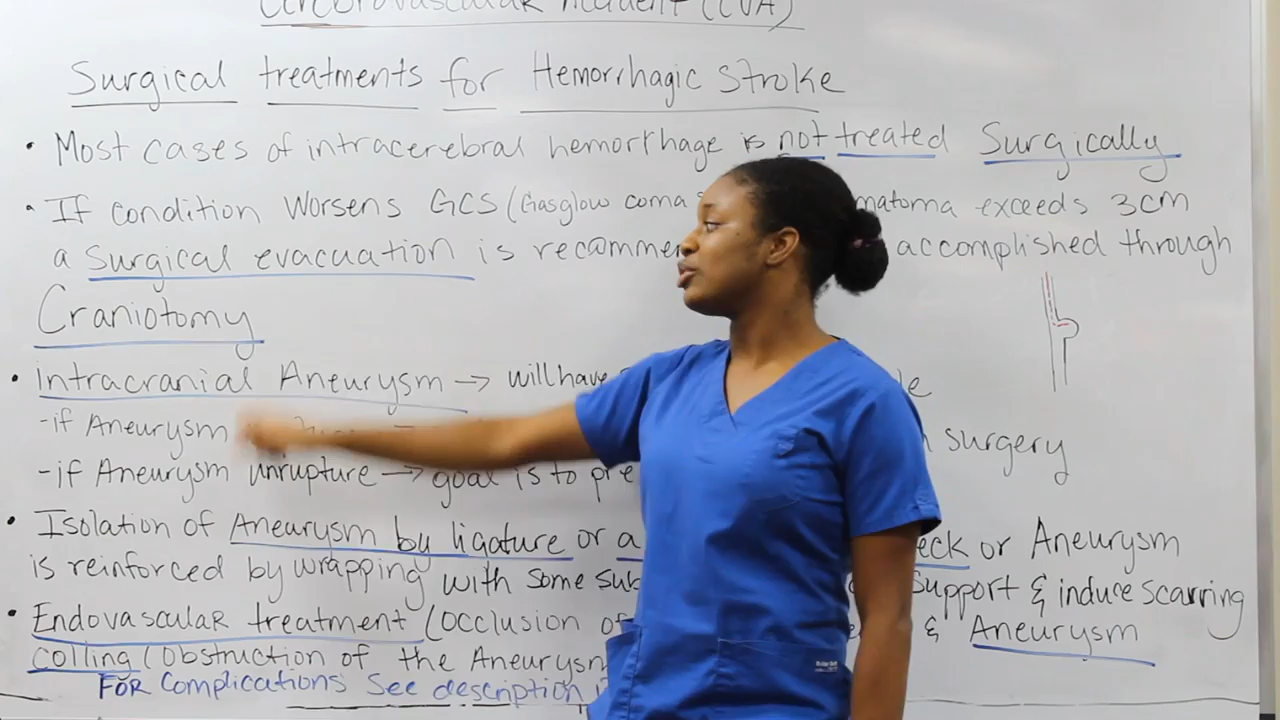 Cerebrovascular Accident (CVA)
Surgical treatments for Hemorrhagic Stroke
• Most cases of intracerebral hemorrhage is not treated Surgically
• If condition Worsens GCS (Gasglow coma matoma exceeds 3cm
a Surgical evacuation is recomme accomplished through
Craniotomy
• intracranial Aneurysm → will have
- if Aneurysm surgery
- if Aneurysm unrupture → goal is to pre
• Isolation of Aneurysm by ligature or a eck or Aneurysm
is reinforced by wrapping with some sub Support & induce scarring
• Endovascular treatment (Occlusion of & Aneurysm
colling (Obstruction of the Aneurysm
FOR Complications See description